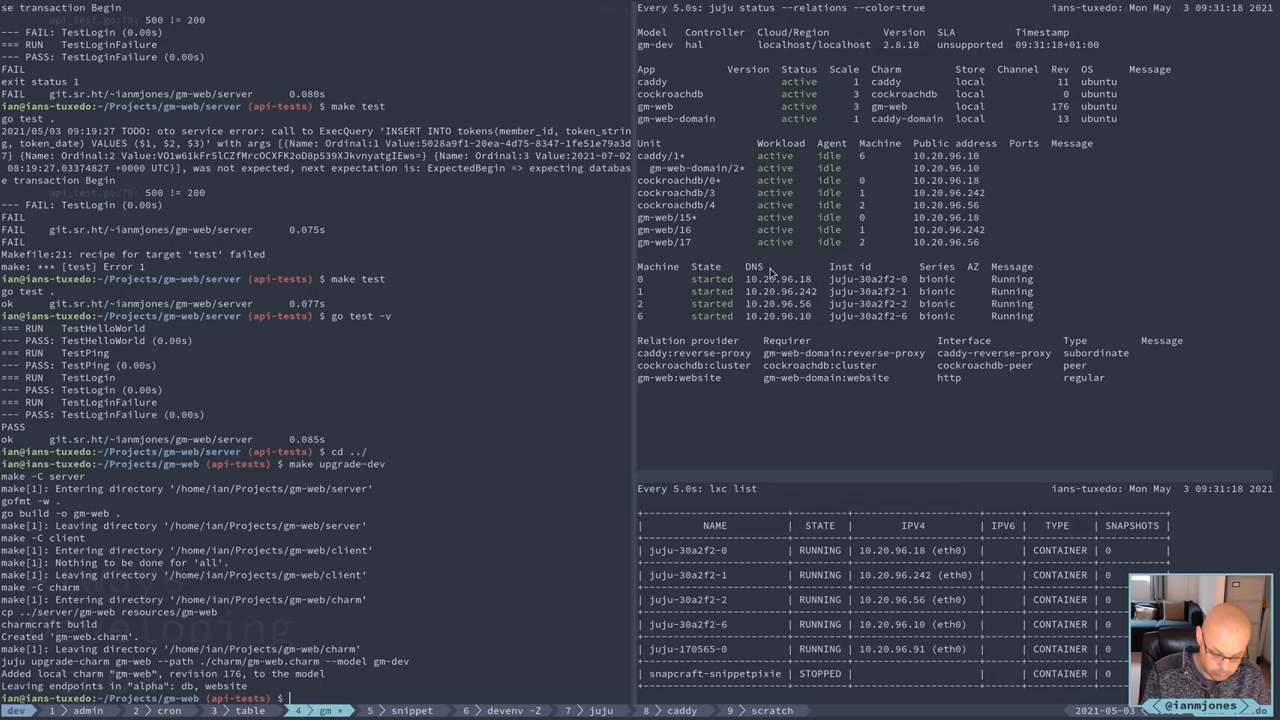 se transaction Begin
api_test.go:79: 500 != 200
--- FAIL: TestLogin (0.00s)
=== RUN   TestLoginFailure
--- PASS: TestLoginFailure (0.00s)
FAIL
exit status 1
FAIL    git.sr.ht/~ianmjones/gm-web/server      0.080s
ian@ians-tuxedo:~/Projects/gm-web/server (api-tests) $ make test
go test .
2021/05/03 09:19:27 TODO: oto service error: call to ExecQuery 'INSERT INTO tokens(member_id, token_strin
g, token_date) VALUES ($1, $2, $3)' with args [{Name: Ordinal:1 Value:5028a9f1-20ea-4d75-8347-1fe51e79a3d
7} {Name: Ordinal:2 Value:VO1w61kFr5lCZfMrcOCXFK2oD8p539XJkvnyatgIEws=} {Name: Ordinal:3 Value:2021-07-02
 08:19:27.03374827 +0000 UTC}], was not expected, next expectation is: ExpectedBegin => expecting databas
e transaction Begin
api_test.go:79: 500 != 200
--- FAIL: TestLogin (0.00s)
FAIL
FAIL    git.sr.ht/~ianmjones/gm-web/server      0.075s
FAIL
Makefile:21: recipe for target 'test' failed
make: *** [test] Error 1
ian@ians-tuxedo:~/Projects/gm-web/server (api-tests) $ make test
go test .
ok      git.sr.ht/~ianmjones/gm-web/server      0.077s
ian@ians-tuxedo:~/Projects/gm-web/server (api-tests) $ go test -v
=== RUN   TestHelloWorld
--- PASS: TestHelloWorld (0.00s)
=== RUN   TestPing
--- PASS: TestPing (0.00s)
=== RUN   TestLogin
--- PASS: TestLogin (0.00s)
=== RUN   TestLoginFailure
--- PASS: TestLoginFailure (0.00s)
PASS
ok      git.sr.ht/~ianmjones/gm-web/server      0.085s
ian@ians-tuxedo:~/Projects/gm-web/server (api-tests) $ cd ../
ian@ians-tuxedo:~/Projects/gm-web (api-tests) $ make upgrade-dev
make -C server
make[1]: Entering directory '/home/ian/Projects/gm-web/server'
gofmt -w .
go build -o gm-web .
make[1]: Leaving directory '/home/ian/Projects/gm-web/server'
make -C client
make[1]: Entering directory '/home/ian/Projects/gm-web/client'
make[1]: Nothing to be done for 'all'.
make[1]: Leaving directory '/home/ian/Projects/gm-web/client'
make -C charm
make[1]: Entering directory '/home/ian/Projects/gm-web/charm'
cp ../server/gm-web resources/gm-web
charmcraft build
Created 'gm-web.charm'.
make[1]: Leaving directory '/home/ian/Projects/gm-web/charm'
juju upgrade-charm gm-web --path ./charm/gm-web.charm --model gm-dev
Added local charm "gm-web", revision 176, to the model
Leaving endpoints in "alpha": db, website
ian@ians-tuxedo:~/Projects/gm-web (api-tests) $
Every 5.0s: juju status --relations --color=true      ians-tuxedo: Mon May  3 09:31:18 2021
Model   Controller  Cloud/Region         Version  SLA          Timestamp
gm-dev  hal         localhost/localhost  2.8.10   unsupported  09:31:18+01:00
App            Version  Status  Scale  Charm         Store  Channel  Rev  OS      Message
caddy                   active      1  caddy         local            11  ubuntu
cockroachdb             active      3  cockroachdb   local             0  ubuntu
gm-web                  active      3  gm-web        local           176  ubuntu
gm-web-domain           active      1  caddy-domain  local            13  ubuntu
Unit                Workload  Agent  Machine  Public address  Ports  Message
caddy/1*            active    idle   6        10.20.96.10
gm-web-domain/2*  active    idle            10.20.96.10
cockroachdb/0*      active    idle   0        10.20.96.18
cockroachdb/3       active    idle   1        10.20.96.242
cockroachdb/4       active    idle   2        10.20.96.56
gm-web/15*          active    idle   0        10.20.96.18
gm-web/16           active    idle   1        10.20.96.242
gm-web/17           active    idle   2        10.20.96.56
Machine  State    DNS           Inst id        Series  AZ  Message
0        started  10.20.96.18   juju-30a2f2-0  bionic      Running
1        started  10.20.96.242  juju-30a2f2-1  bionic      Running
2        started  10.20.96.56   juju-30a2f2-2  bionic      Running
6        started  10.20.96.10   juju-30a2f2-6  bionic      Running
Relation provider    Requirer                     Interface            Type         Message
caddy:reverse-proxy  gm-web-domain:reverse-proxy  caddy-reverse-proxy  subordinate
cockroachdb:cluster  cockroachdb:cluster          cockroachdb-peer     peer
gm-web:website       gm-web-domain:website        http                 regular
Every 5.0s: lxc list      ians-tuxedo: Mon May  3 09:31:18 2021
| NAME | STATE | IPV4 | IPV6 | TYPE | SNAPSHOTS |
| juju-30a2f2-0 | RUNNING | 10.20.96.18 (eth0) | | CONTAINER | 0 |
| juju-30a2f2-1 | RUNNING | 10.20.96.242 (eth0) | | CONTAINER | 0
| juju-30a2f2-2 | RUNNING | 10.20.96.56 (eth0) | | CONTAINER | 0
| juju-30a2f2-6 | RUNNING | 10.20.96.10 (eth0) | | CONTAINER | 0
| juju-170565-0 | RUNNING | 10.20.96.91 (eth0) | | CONTAINER | 0
| snapcraft-snippetpixie | STOPPED | | | CONTAINER | 0
dev  1 admin  2 cron  3 table  4 gm *  5 snippet  6 devenv -Z  7 juju  8 caddy  9 scratch  2021-05-03
<@ianmjones>